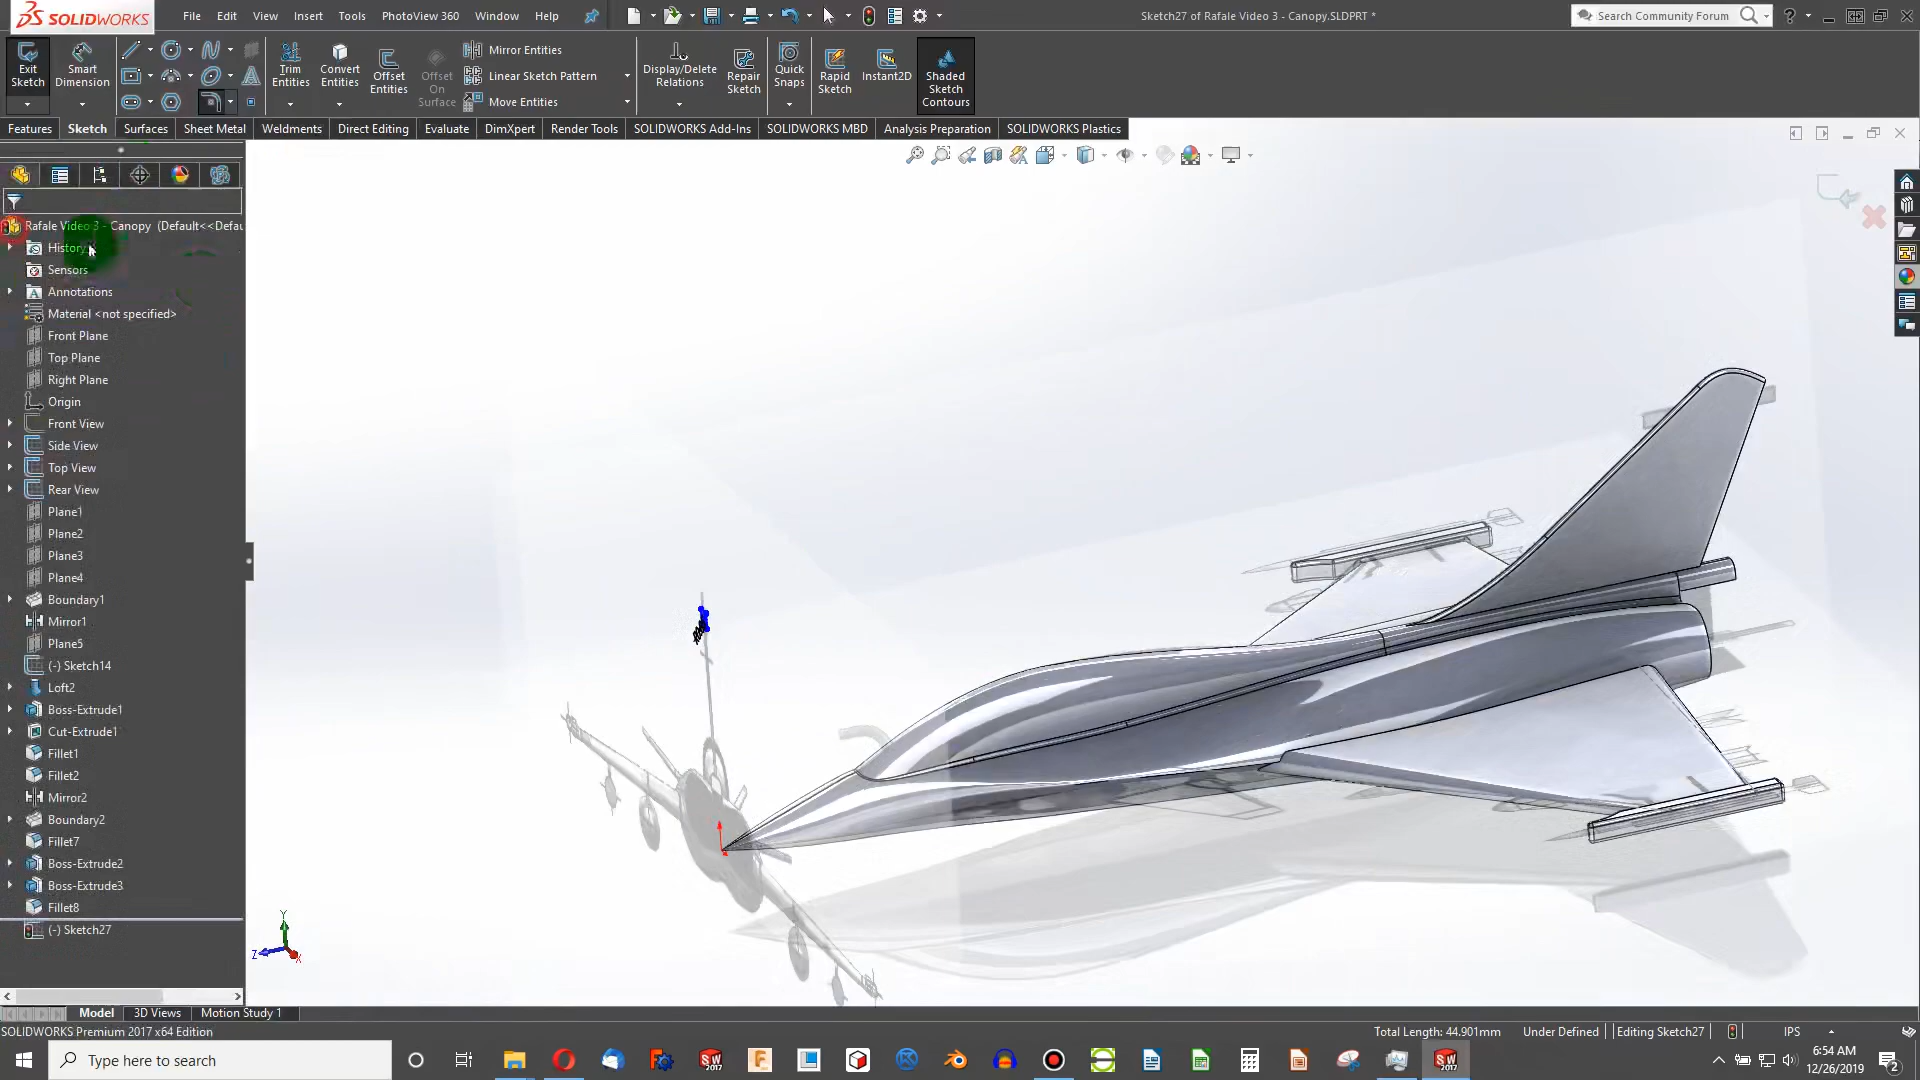 SOLIDWORKS
File Edit View Insert Tools PhotoView 360 Window Help
Sketch27 of Rafale Video 3 - Canopy.SLDPRT *
Search Community Forum
Exit Sketch
Smart Dimension
Trim Entities
Convert Entities
Offset Entities
Offset On Surface
Mirror Entities
Linear Sketch Pattern
Move Entities
Display/Delete Relations
Repair Sketch
Quick Snaps
Rapid Sketch
Instant2D
Shaded Sketch Contours
Features Sketch Surfaces Sheet Metal Weldments Direct Editing Evaluate DimXpert Render Tools SOLIDWORKS Add-Ins SOLIDWORKS MBD Analysis Preparation SOLIDWORKS Plastics
Rafale Video 3 - Canopy (Default<<Defau
History
Sensors
Annotations
Material <not specified>
Front Plane
Top Plane
Right Plane
Origin
Front View
Side View
Top View
Rear View
Plane1
Plane2
Plane3
Plane4
Boundary1
Mirror1
Plane5
(-) Sketch14
Loft2
Boss-Extrude1
Cut-Extrude1
Fillet1
Fillet2
Mirror2
Boundary2
Fillet7
Boss-Extrude2
Boss-Extrude3
Fillet8
(-) Sketch27
Y
Z
X
Model 3D Views Motion Study 1
SOLIDWORKS Premium 2017 x64 Edition
Total Length: 44.901mm Under Defined Editing Sketch27 IPS
Type here to search
6:54 AM
12/26/2019
2